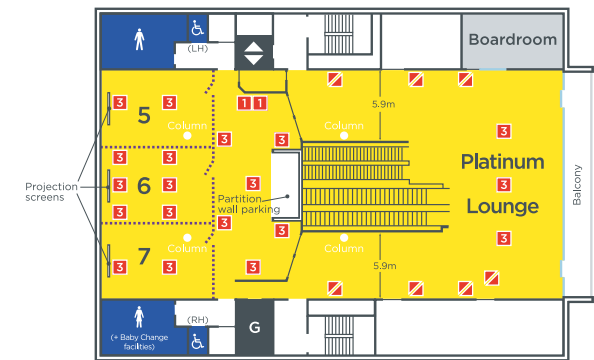 (LH)
Boardroom
3
3
1
1
5.9m
5
Column
Column
3
3
3
3
3
Platinum
Projection
screens
3
6
3
3
Partition
wall parking
3
Lounge
Balcony
3
3
3
3
Column
Column
3
3
7
3
3
5.9m
(+ Baby Change
facilities)
(RH)
G